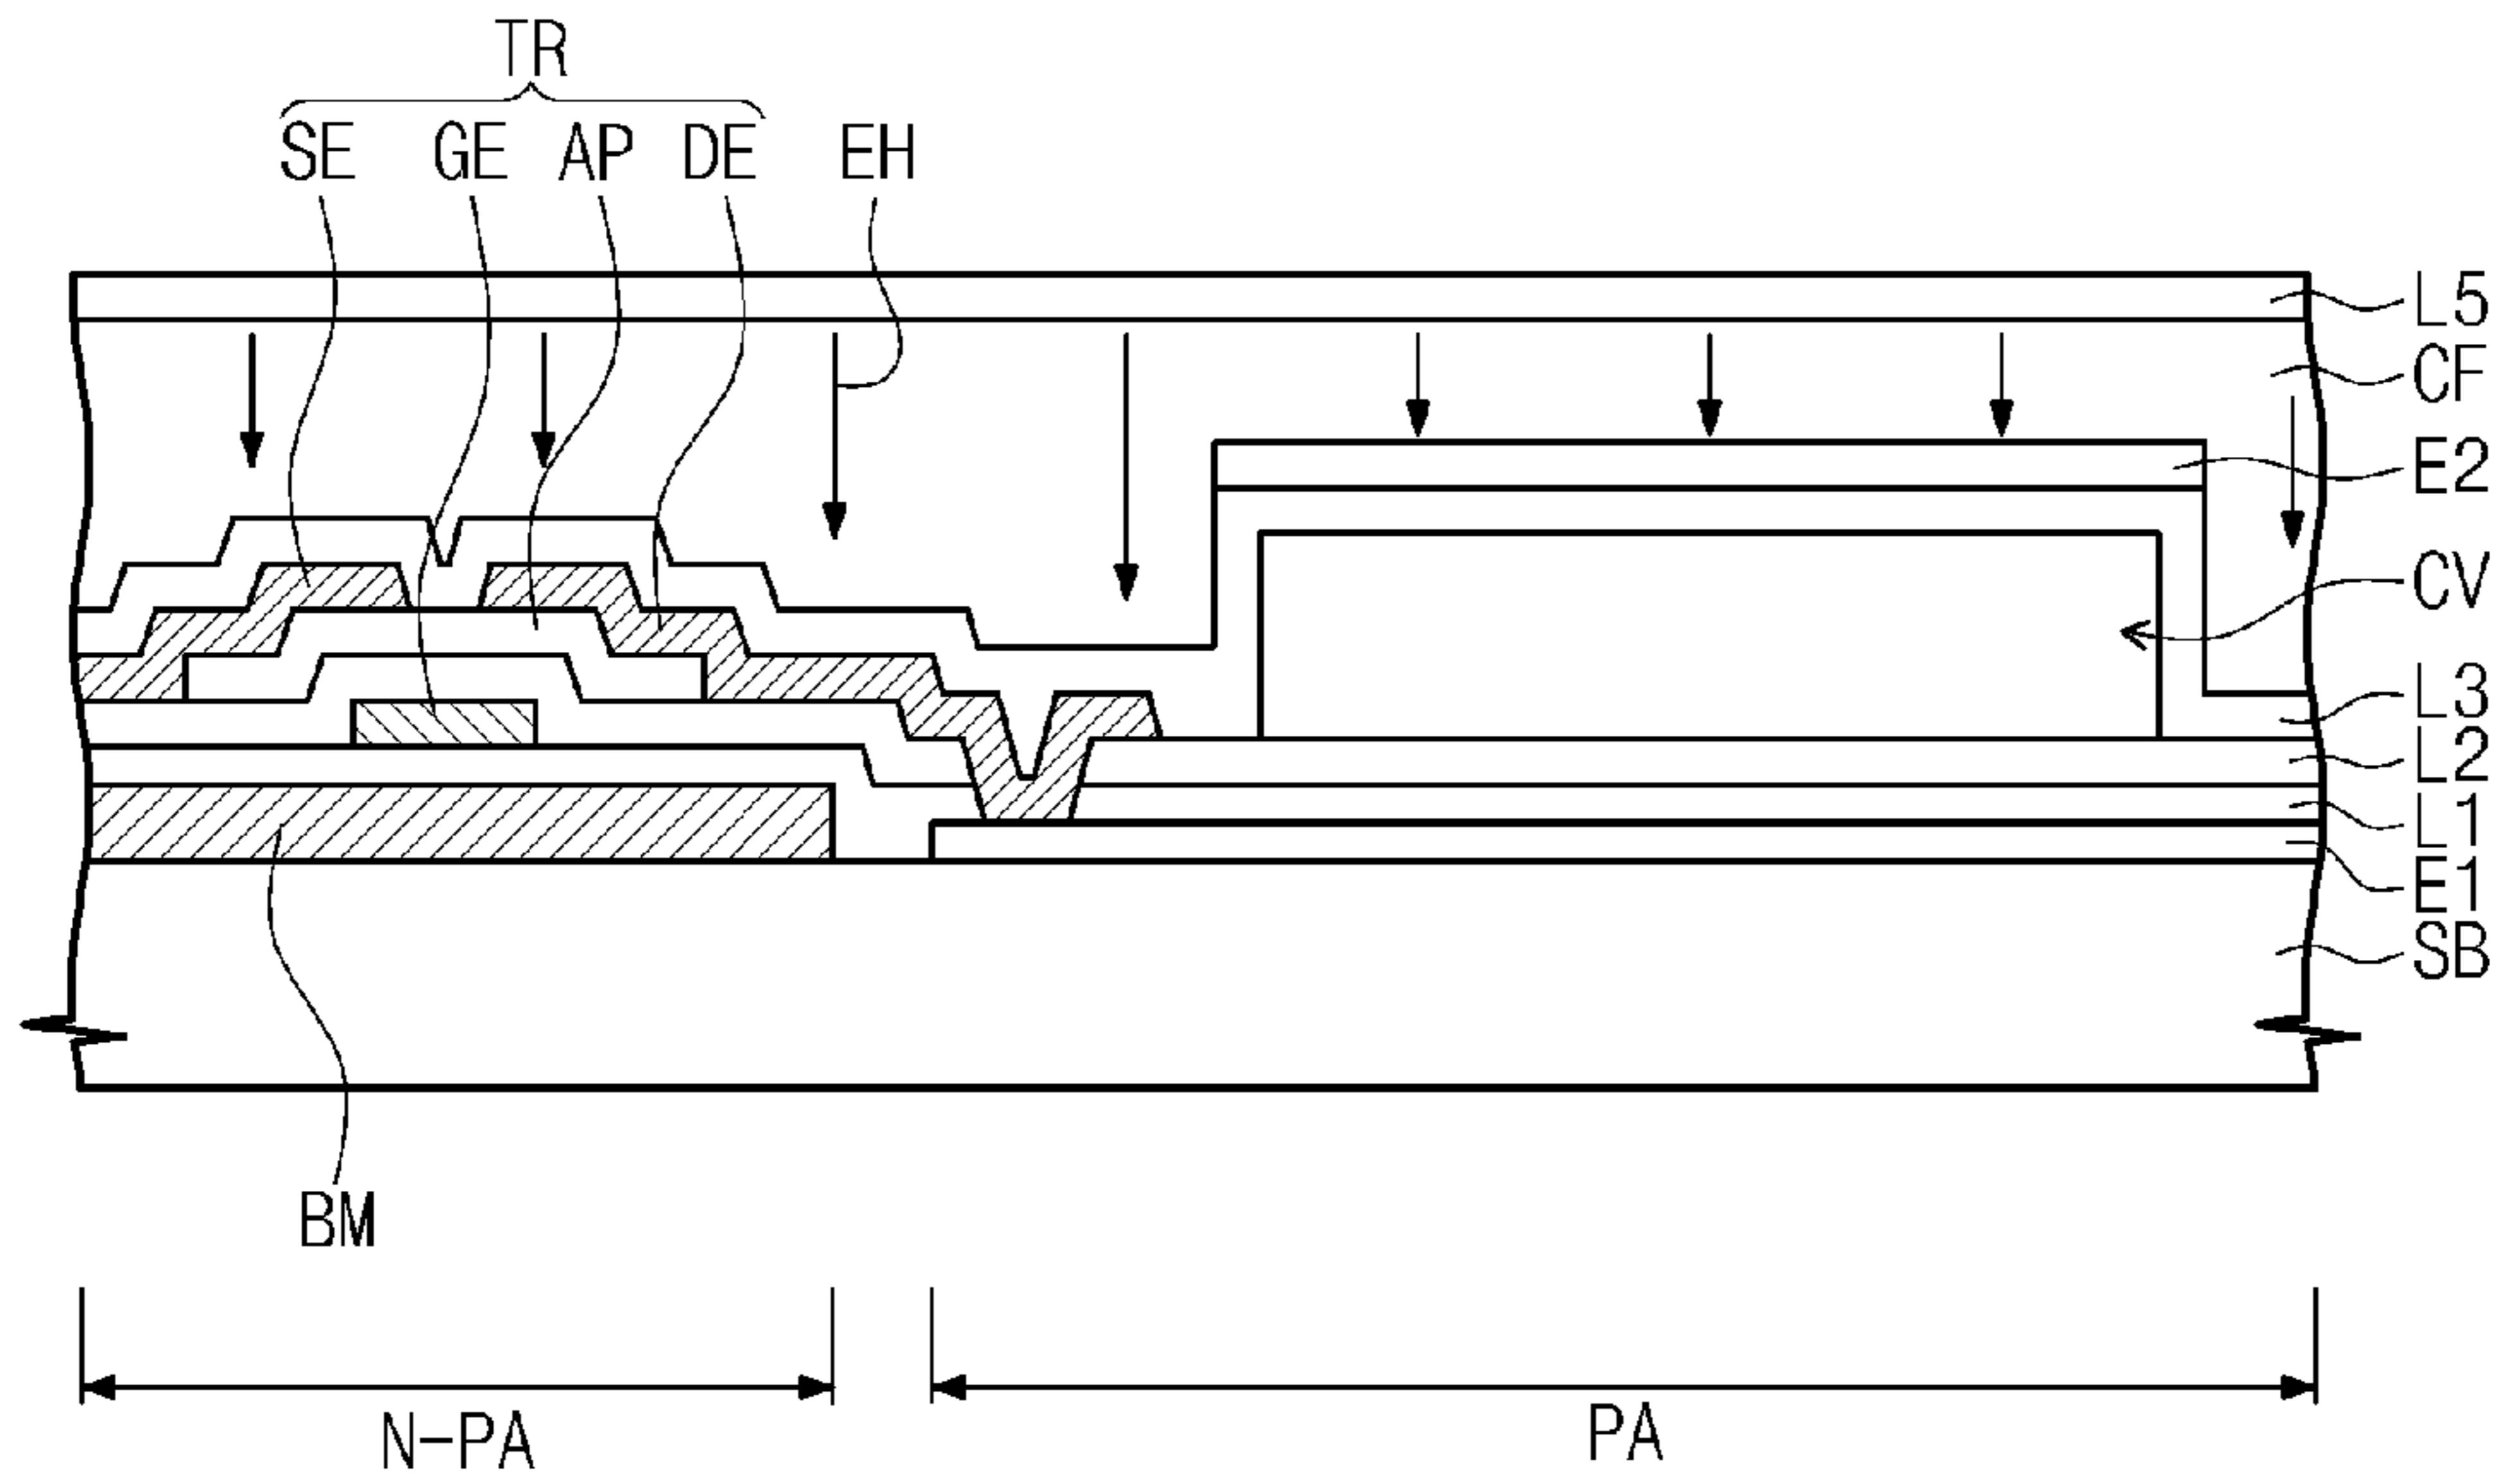 TR
SE GE AP DE EH
L5
CF
E2
CV
L3
L2
L1
E1
SB
BM
N-PA PA